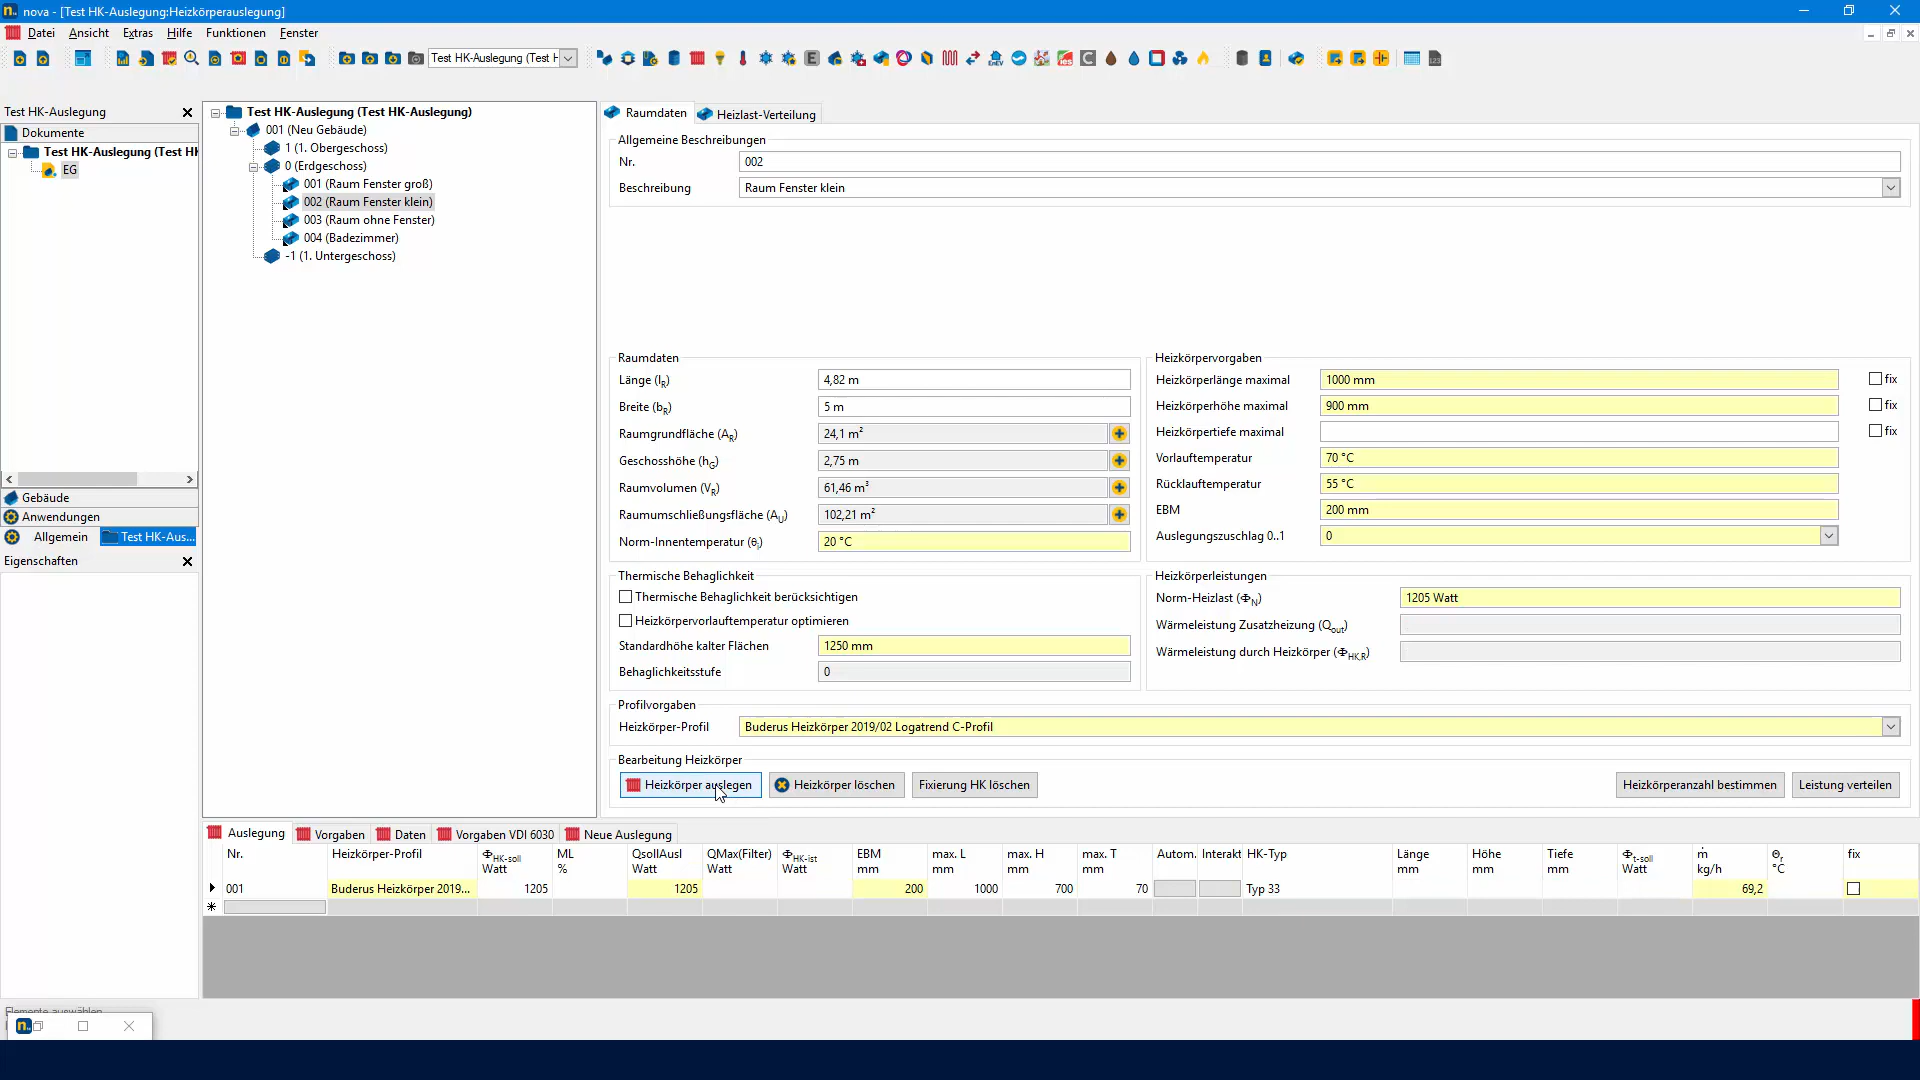 nova - [Test HK-Auslegung:Heizkörperauslegung]
Datei Ansicht Extras Hilfe Funktionen Fenster
Test HK-Auslegung (Test H
Test HK-Auslegung
Dokumente
Test HK-Auslegung (Test HK
EG
Gebäude
Anwendungen
Allgemein Test HK-Aus...
Eigenschaften
Test HK-Auslegung (Test HK-Auslegung)
001 (Neu Gebäude)
1 (1. Obergeschoss)
0 (Erdgeschoss)
001 (Raum Fenster groß)
002 (Raum Fenster klein)
003 (Raum ohne Fenster)
004 (Badezimmer)
-1 (1. Untergeschoss)
Raumdaten Heizlast-Verteilung
Allgemeine Beschreibungen
Nr. 002
Beschreibung Raum Fenster klein
Raumdaten
Länge (lR) 4,82 m
Breite (bR) 5 m
Raumgrundfläche (AR) 24,1 m²
Geschosshöhe (hG) 2,75 m
Raumvolumen (VR) 61,46 m³
Raumumschließungsfläche (AU) 102,21 m²
Norm-Innentemperatur (θi) 20 °C
Heizkörpervorgaben
Heizkörperlänge maximal 1000 mm fix
Heizkörperhöhe maximal 900 mm fix
Heizkörpertiefe maximal fix
Vorlauftemperatur 70 °C
Rücklauftemperatur 55 °C
EBM 200 mm
Auslegungszuschlag 0..1 0
Thermische Behaglichkeit
Thermische Behaglichkeit berücksichtigen
Heizkörpervorlauftemperatur optimieren
Standardhöhe kalter Flächen 1250 mm
Behaglichkeitsstufe 0
Heizkörperleistungen
Norm-Heizlast (ΦN) 1205 Watt
Wärmeleistung Zusatzheizung (Qout)
Wärmeleistung durch Heizkörper (ΦHK,R)
Profilvorgaben
Heizkörper-Profil Buderus Heizkörper 2019/02 Logatrend C-Profil
Bearbeitung Heizkörper
Heizkörper auslegen Heizkörper löschen Fixierung HK löschen Heizkörperanzahl bestimmen Leistung verteilen
Auslegung Vorgaben Daten Vorgaben VDI 6030 Neue Auslegung
Nr. Heizkörper-Profil ΦHK-soll ML QsollAusl QMax(Filter) ΦHK-ist EBM max. L max. H max. T Autom. Interakt HK-Typ Länge Höhe Tiefe Φt-soll ṁ Θr fix
Watt % Watt Watt Watt mm mm mm mm mm mm mm Watt kg/h °C
001 Buderus Heizkörper 2019... 1205 1205 200 1000 700 70 Typ 33 69,2
Elemente auswählen